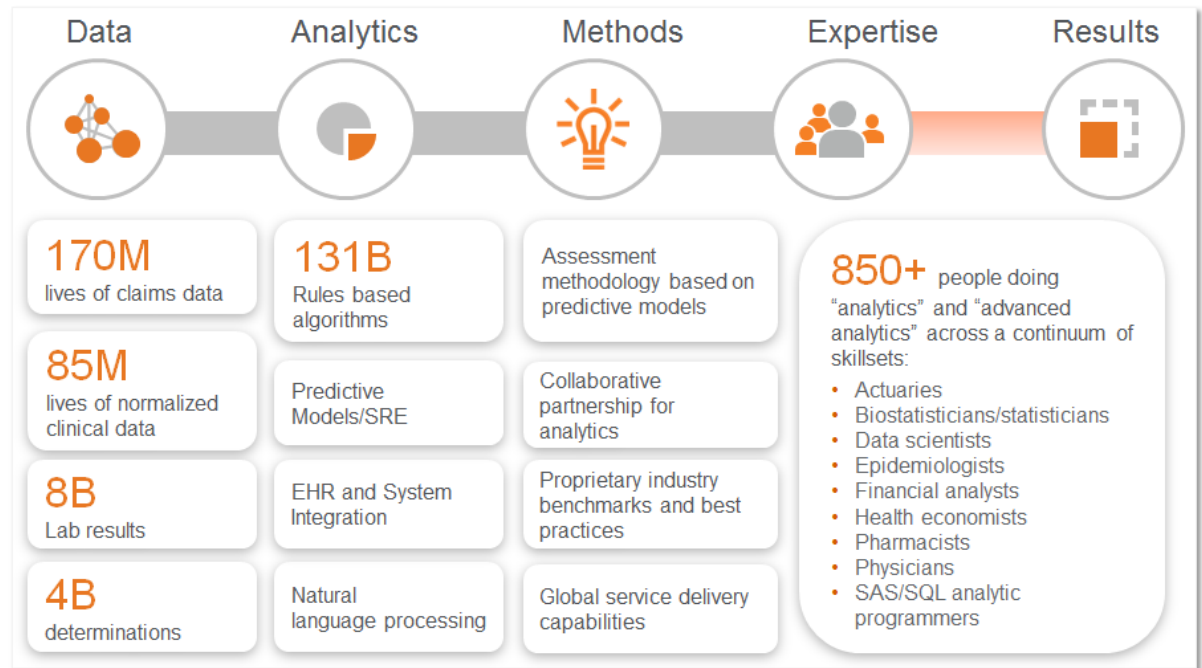 Data
Analytics
Methods
Expertise
Results
170M
lives of claims data
85M
lives of normalized
clinical data
8B
Lab results
4B
determinations
131B
Rules based
algorithms
Predictive
Models/SRE
EHR and System
Integration
Natural
language processing
Assessment
methodology based on
predictive models
Collaborative
partnership for
analytics
Proprietary industry
benchmarks and best
practices
Global service delivery
capabilities
850+ people doing
“analytics” and “advanced
analytics” across a continuum of
skillsets:
• Actuaries
• Biostatisticians/statisticians
• Data scientists
• Epidemiologists
• Financial analysts
• Health economists
• Pharmacists
• Physicians
• SAS/SQL analytic
programmers